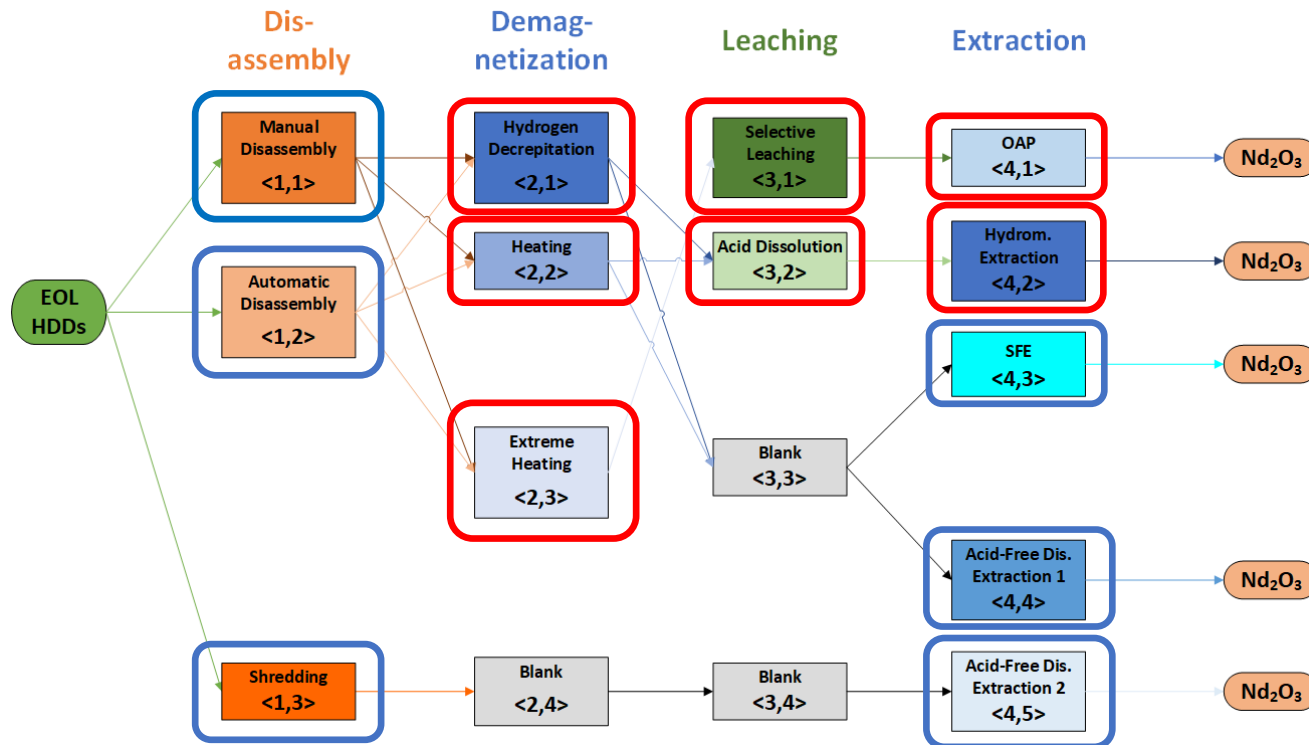 Dis-
assembly
Demag-
netization
Leaching
Extraction
Manual
Disassembly
<1,1>
Hydrogen
Decrepitation
<2,1>
Selective
Leaching
<3,1>
OAP
<4,1>
Nd₂O₃
Automatic
Disassembly
<1,2>
Heating
<2,2>
Acid Dissolution
<3,2>
Hydrom.
Extraction
<4,2>
Nd₂O₃
EOL
HDDs
SFE
<4,3>
Nd₂O₃
Extreme
Heating
<2,3>
Blank
<3,3>
Acid-Free Dis.
Extraction 1
<4,4>
Nd₂O₃
Shredding
<1,3>
Blank
<2,4>
Blank
<3,4>
Acid-Free Dis.
Extraction 2
<4,5>
Nd₂O₃